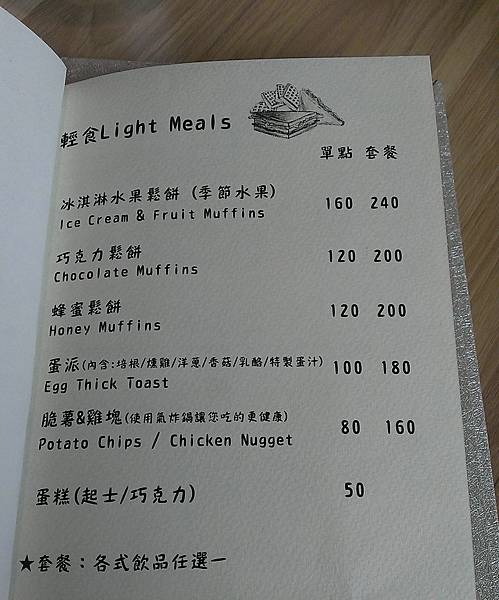 輕食Light Meals
單點 套餐
冰淇淋水果鬆餅 (季節水果) 160 240
Ice Cream & Fruit Muffins
巧克力鬆餅 120 200
Chocolate Muffins
蜂蜜鬆餅 120 200
Honey Muffins
蛋派(內含:培根/燻雞/洋蔥/香菇/乳酪/特製蛋汁) 100 180
Egg Thick Toast
脆薯&雞塊(使用氣炸鍋讓您吃的更健康) 80 160
Potato Chips / Chicken Nugget
蛋糕(起士/巧克力) 50
★套餐：各式飲品任選一